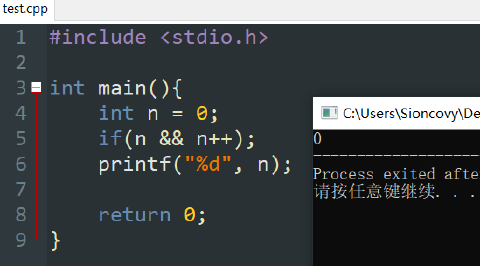 test.cpp
1 #include <stdio.h>
2
3 int main(){
4 int n = 0;
5 if(n && n++);
6 printf("%d", n);
7
8 return 0;
9 }
C:\Users\Sioncovy\De
0
--------------------
Process exited afte
请按任意键继续. . .